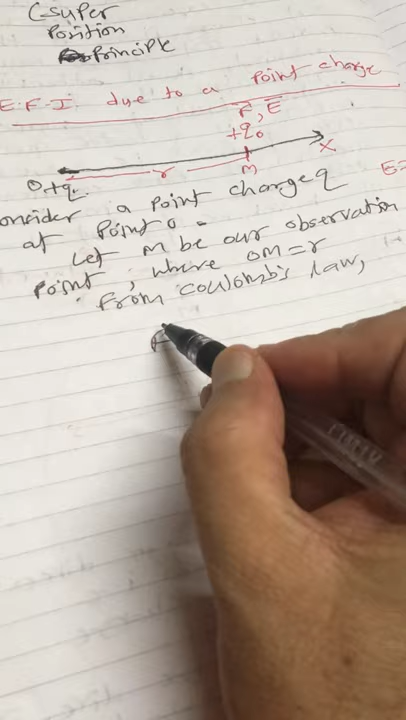 (super
Position
Principle
E.F.I due to a Point charge
F, E
+q₀
O +q r M X
E=
oncider a Point charge q
at Point O.
Let M be our observation
Point, where OM=r
From coulomb's law,
F